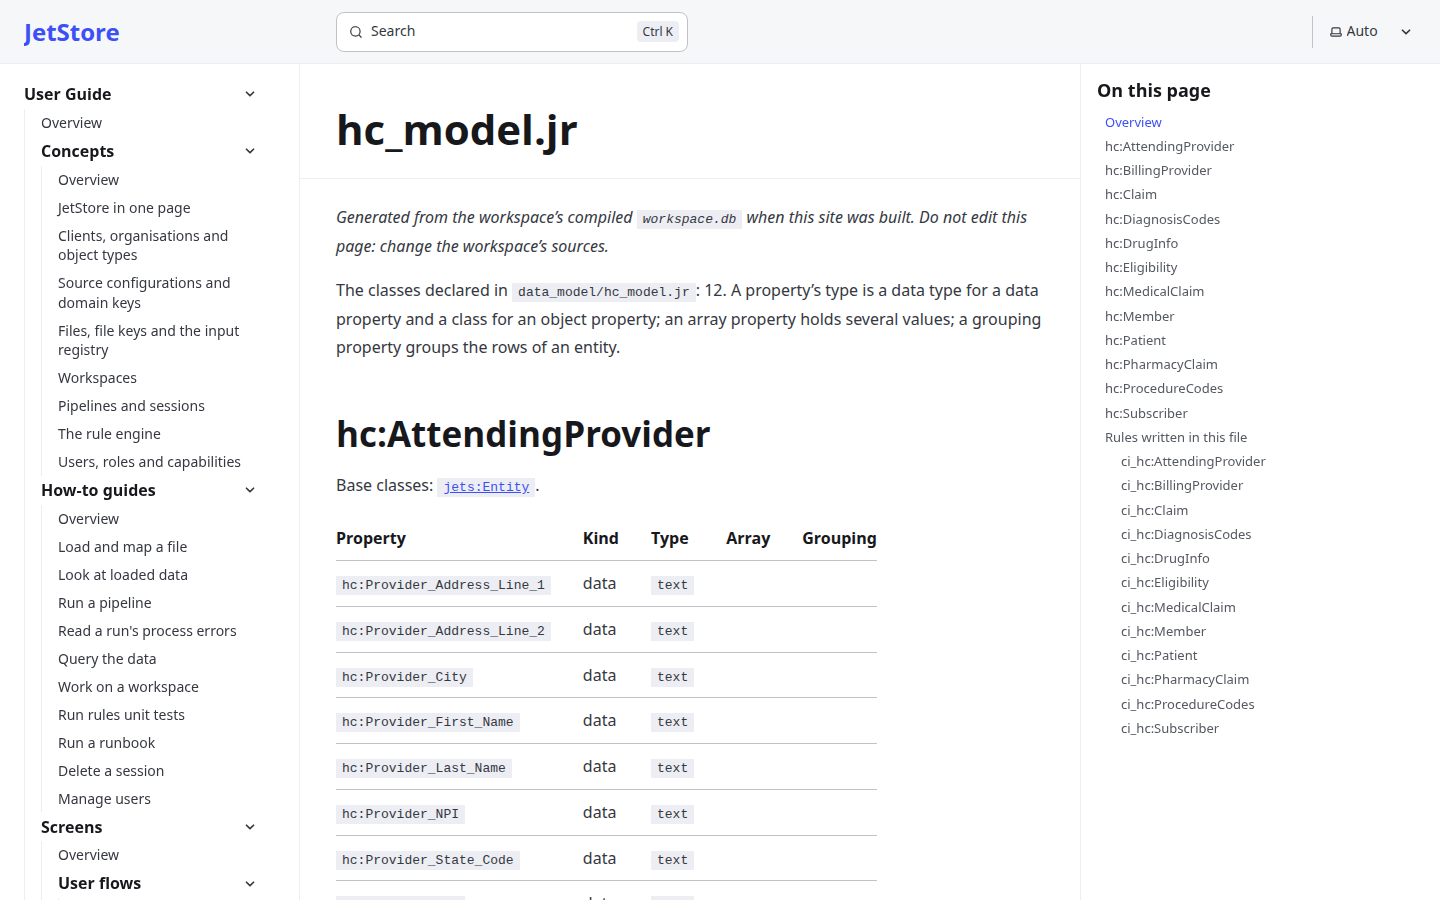 JetStore
Search
Ctrl K
Auto
User Guide
Overview
Concepts
Overview
JetStore in one page
Clients, organisations and
object types
Source configurations and
domain keys
Files, file keys and the input
registry
Workspaces
Pipelines and sessions
The rule engine
Users, roles and capabilities
How-to guides
Overview
Load and map a file
Look at loaded data
Run a pipeline
Read a run's process errors
Query the data
Work on a workspace
Run rules unit tests
Run a runbook
Delete a session
Manage users
Screens
Overview
User flows
hc_model.jr
Generated from the workspace’s compiled workspace.db when this site was built. Do not edit this
page: change the workspace’s sources.
The classes declared in data_model/hc_model.jr: 12. A property’s type is a data type for a data
property and a class for an object property; an array property holds several values; a grouping
property groups the rows of an entity.
hc:AttendingProvider
Base classes: jets:Entity.
Property Kind Type Array Grouping
hc:Provider_Address_Line_1 data text
hc:Provider_Address_Line_2 data text
hc:Provider_City data text
hc:Provider_First_Name data text
hc:Provider_Last_Name data text
hc:Provider_NPI data text
hc:Provider_State_Code data text
On this page
Overview
hc:AttendingProvider
hc:BillingProvider
hc:Claim
hc:DiagnosisCodes
hc:DrugInfo
hc:Eligibility
hc:MedicalClaim
hc:Member
hc:Patient
hc:PharmacyClaim
hc:ProcedureCodes
hc:Subscriber
Rules written in this file
ci_hc:AttendingProvider
ci_hc:BillingProvider
ci_hc:Claim
ci_hc:DiagnosisCodes
ci_hc:DrugInfo
ci_hc:Eligibility
ci_hc:MedicalClaim
ci_hc:Member
ci_hc:Patient
ci_hc:PharmacyClaim
ci_hc:ProcedureCodes
ci_hc:Subscriber